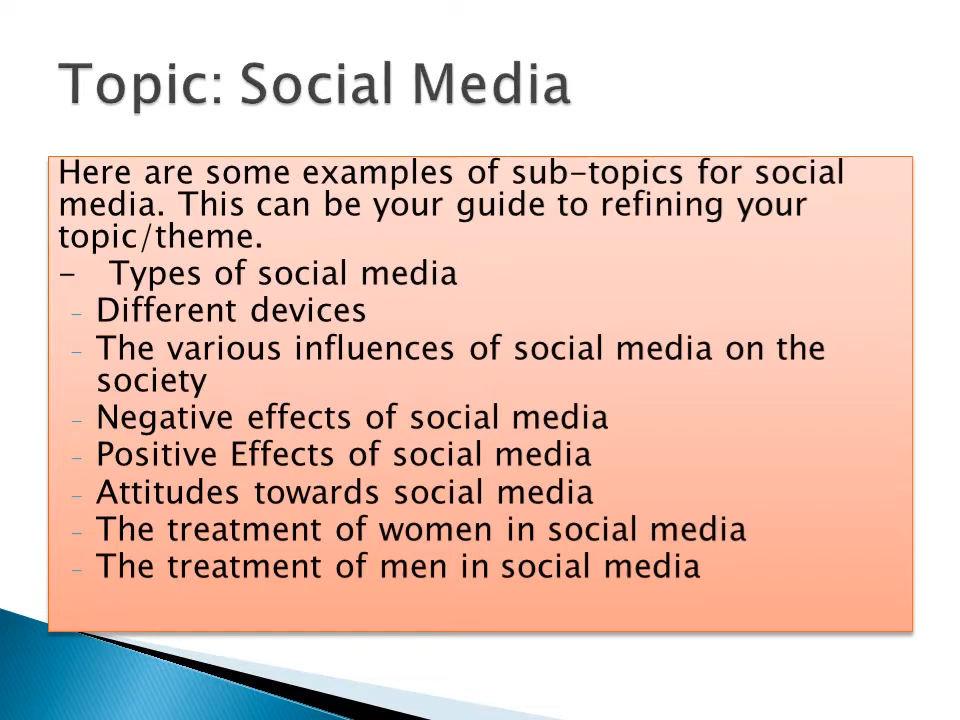 Topic: Social Media
Here are some examples of sub-topics for social
media. This can be your guide to refining your
topic/theme.
-   Types of social media
- Different devices
- The various influences of social media on the
society
- Negative effects of social media
- Positive Effects of social media
- Attitudes towards social media
- The treatment of women in social media
- The treatment of men in social media